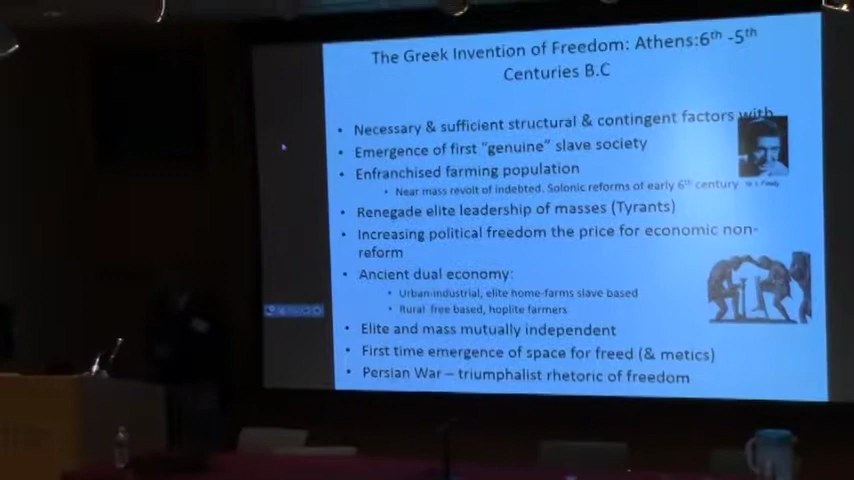 The Greek Invention of Freedom: Athens:6th -5th
Centuries B.C
• Necessary & sufficient structural & contingent factors with
• Emergence of first "genuine" slave society
• Enfranchised farming population
• Near mass revolt of indebted. Solonic reforms of early 6th century
• Renegade elite leadership of masses (Tyrants)
• Increasing political freedom the price for economic non-
reform
• Ancient dual economy:
• Urban-industrial, elite home-farms slave based
• Rural free based, hoplite farmers
• Elite and mass mutually independent
• First time emergence of space for freed (& metics)
• Persian War – triumphalist rhetoric of freedom